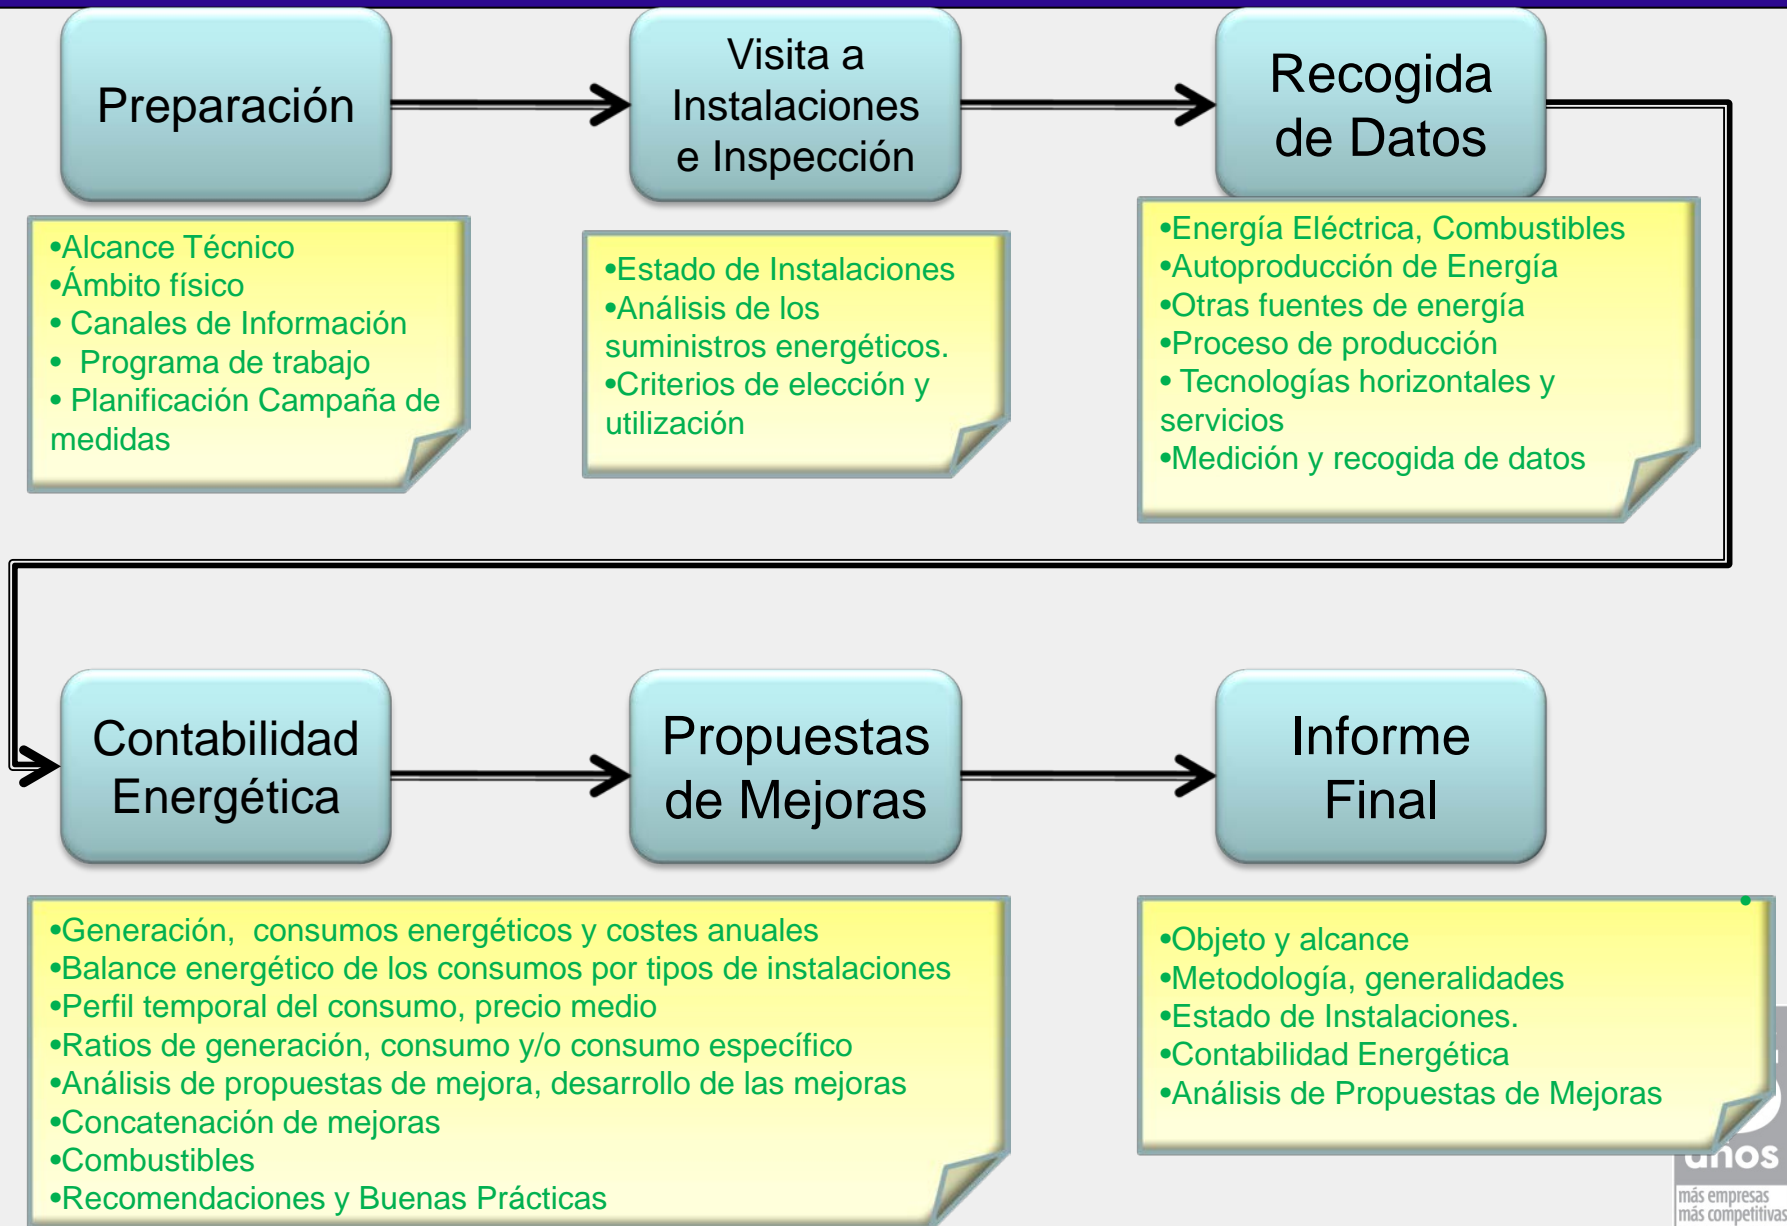 Preparación
Visita a
Instalaciones
e Inspección
Recogida
de Datos
•Alcance Técnico
•Ámbito físico
• Canales de Información
•  Programa de trabajo
• Planificación Campaña de
medidas
•Estado de Instalaciones
•Análisis de los
suministros energéticos.
•Criterios de elección y
utilización
•Energía Eléctrica, Combustibles
•Autoproducción de Energía
•Otras fuentes de energía
•Proceso de producción
• Tecnologías horizontales y
servicios
•Medición y recogida de datos
Contabilidad
Energética
Propuestas
de Mejoras
Informe
Final
•Generación,  consumos energéticos y costes anuales
•Balance energético de los consumos por tipos de instalaciones
•Perfil temporal del consumo, precio medio
•Ratios de generación, consumo y/o consumo específico
•Análisis de propuestas de mejora, desarrollo de las mejoras
•Concatenación de mejoras
•Combustibles
•Recomendaciones y Buenas Prácticas
•
•Objeto y alcance
•Metodología, generalidades
•Estado de Instalaciones.
•Contabilidad Energética
•Análisis de Propuestas de Mejoras
años
más empresas
más competitivas